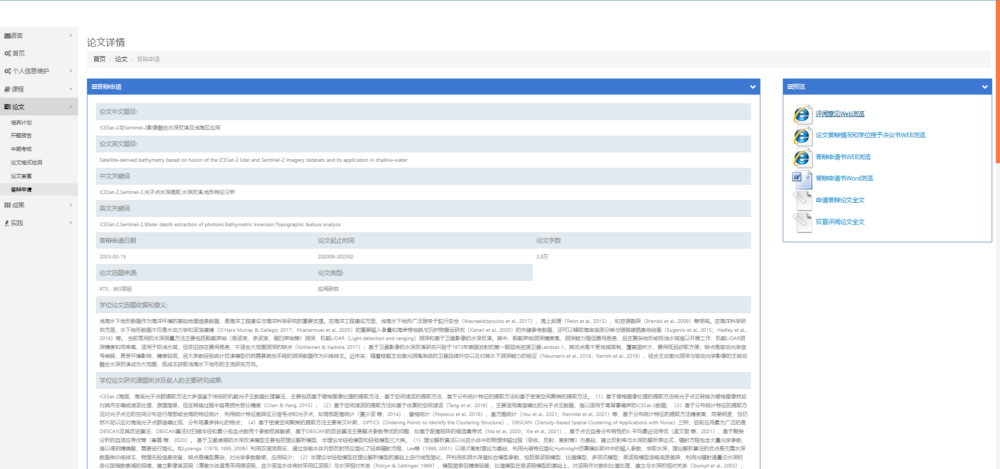 语言
首页
个人信息维护
课程
论文
培养计划
开题报告
中期考核
论文格式检测
论文查重
答辩申请
成果
实践
论文详情
首页 / 论文 / 答辩申请
答辩申请
论文中文题目:
ICESat-2与Sentinel-2影像融合水深反演及浅海区应用
论文英文题目:
Satellite-derived bathymetry based on fusion of the ICESat-2 lidar and Sentinel-2 imagery datasets and its application in shallow-water
中文关键词
ICESat-2,Sentinel-2,光子点水深提取,水深反演,地形特征分析
英文关键词
ICESat-2,Sentinel-2,Water depth extraction of photons,Bathymetric inversion,Topographic feature analysis
答辩申请日期 论文起止时间 论文字数
2023-02-15 202009-202302 2.9万
论文选题来源: 论文类型:
973、863项目 应用研究
学位论文选题依据和意义:
浅海水下地形数据作为海洋环境的基础地理信息数据，是海洋工程建设与海洋科学研究的重要支撑。在海洋工程建设方面，浅海水下地形广泛服务于航行安全（Mavraeidopoulos et al., 2017）、海上救援（Pelot et al., 2015）、和资源勘探（Brando et al., 2009）等领域。在海洋科学研
究方面，水下地形数据不仅是水动力学和波浪建模（O'Hara Murray & Gallego, 2017；Khanarmuei et al., 2020）的重要输入参量和海岸带地貌与沉积物搬运研究（Kanari et al., 2020）的关键参考数据，还可以辅助海底底质分类与珊瑚礁栖息地绘图（Eugenio et al., 2015；Hedley et al.,
2018）等。 当前常用的水深测量方法主要包括船载声呐（单波束、多波束、侧扫声呐等）测深、机载LiDAR（Light detection and ranging）测深和基于卫星影像的水深反演。其中，船载声呐测深精度高，测深能力强但费用昂贵，且在复杂地形或极浅水域难以开展工作；机载LiDAR测
深精度和效率高，适用于极浅水域，但依旧存在费用昂贵、不适合大范围测深的缺点（Kotilainen & Kaskela, 2017）；基于卫星影像的水深反演研究兴起于1972年美国发射的第一颗陆地资源卫星Landsat-1，其优点是不受地域限制，覆盖面积大，费用低且获取方便；缺点是被动光学信
号微弱，易受环境影响，精度较低，且大多数经验统计反演模型仍然需要其他手段的测深数据作为训练样本。近年来，随着搭载主动激光测高系统的卫星陆续升空以及对其水下测深能力的验证（Neumann et al., 2019；Parrish et al., 2019），结合主动激光测深与被动光学影像的主被动
融合水深反演成为大范围、低成本获取浅海水下地形的主流研究方向。
学位论文研究课题所涉及前人的主要研究成果:
ICESat-2海面、海底光子点群提取方法大多借鉴于传统的机载光子点云数据处理算法，主要包括基于栅格图像处理的提取方法、基于空间滤波的提取方法、基于分布统计特征的提取方法和基于密度空间聚类的提取方法。（1）基于栅格图像处理的提取方法将光子点云转换为栅格图像然后
对其作去噪或滤波处理，原理简单，但在转换过程中容易损失部分精度（Chen & Pang, 2015）；（2）基于空间滤波的提取方法如基于体素的空间滤波（Tang et al., 2016），主要适用高信噪比的光子点云数据，难以适用于高背景噪声的ICESat-2数据；（3）基于分布统计特征的提取方
法对光子点云的空间分布进行局部或全局的特征统计，利用统计特征差异区分信号点和光子点，如局部距离统计（夏少波 等，2014）、窗格统计（Popescu et al., 2018）、直方图统计（Hsu et al., 2021；Ranndal et al., 2021）等，基于分布统计特征的提取方法精度高，效果明显，但仍
然不足以应对海底光子点群信噪比低、分布场景多样化的特点；（4）基于密度空间聚类的提取方法主要有贝叶斯、OPTICS（Ordering Points to Identify the Clustering Structure）、DBSCAN（Density-Based Spatial Clustering of Applications with Noise）三种，目前应用最为广泛的是
DBSCAN及其改进算法，DBSCAN算法对扫描半径和最小包含点数两个参数极其敏感，基于DBSCAN的改进算法主要解决参数寻优的问题，如基于距离矩阵的候选集寻优（Ma et al., 2020；Xie et al., 2021）、基于点云自身分布特性的K-平均最近邻寻优（孟文君 等，2021）、基于聚类
分析的自适应寻优等（秦磊 等，2020）。 基于卫星遥感的水深反演模型主要包括理论解析模型、半理论半经验模型和经验模型三大类。（1）理论解析算法以光在水体中的物理传输过程（吸收、反射、散射等）为基础，建立反射率与水深的解析表达式，辐射方程包含大量光学参数，
难以得到精确解，需要进行简化。如Lyzenga（1978, 1985, 2006）利用双层流假设，通过忽略水体内部反射效应简化了经典辐射方程，Lee等（1998, 2001）以单次散射理论为基础，利用光谱特征简化Hydrolight仿真模拟软件中的输入参数，求取水深，理论解析算法的优点是无需水深
数据做训练样本，物理先验信息完备，缺点是模型复杂，对光学参数敏感，应用较少；（2）半理论半经验模型在理论解析模型的基础上进行线性简化，并利用实测水深值拟合模型参数，包括单波段模型、比值模型、多项式模型；单波段模型忽略底质差异，利用光辐射通量沿水深的
变化按指数衰减的规律，建立影像某波段（清澈水体通常采用绿波段，含沙浑浊水体有时采用红波段）与水深相对关系（Polcyn & Sattinger, 1969），模型简单但精度较差；比值模型在单波段模型的基础上，对波段作对数和比值处理，建立与水深的相对关系（Stumpf et al., 2003），
预览
评阅意见Web浏览
论文答辩情况和学位授予决议书WEB浏览
答辩申请书WEB浏览
答辩申请书Word浏览
申请答辩论文全文
双盲评阅论文全文